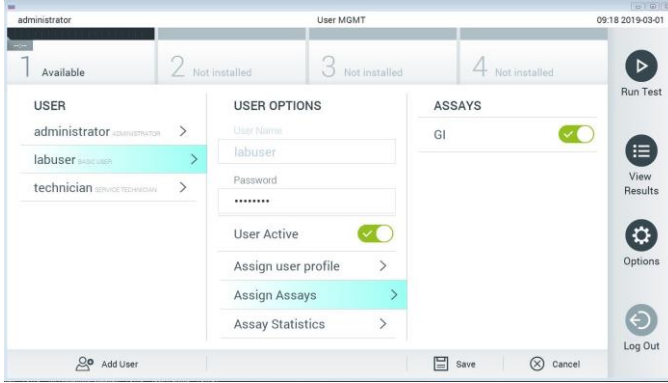 administrator
User MGMT
09:18 2019-03-01
1 Available
2 Not installed
3 Not installed
4 Not installed
Run Test
View
Results
Options
Log Out
USER
administrator ADMINISTRATOR
labuser BASIC USER
technician SERVICE TECHNICIAN
USER OPTIONS
User Name
labuser
Password
••••••••
User Active
Assign user profile
Assign Assays
Assay Statistics
ASSAYS
GI
Add User
Save
Cancel